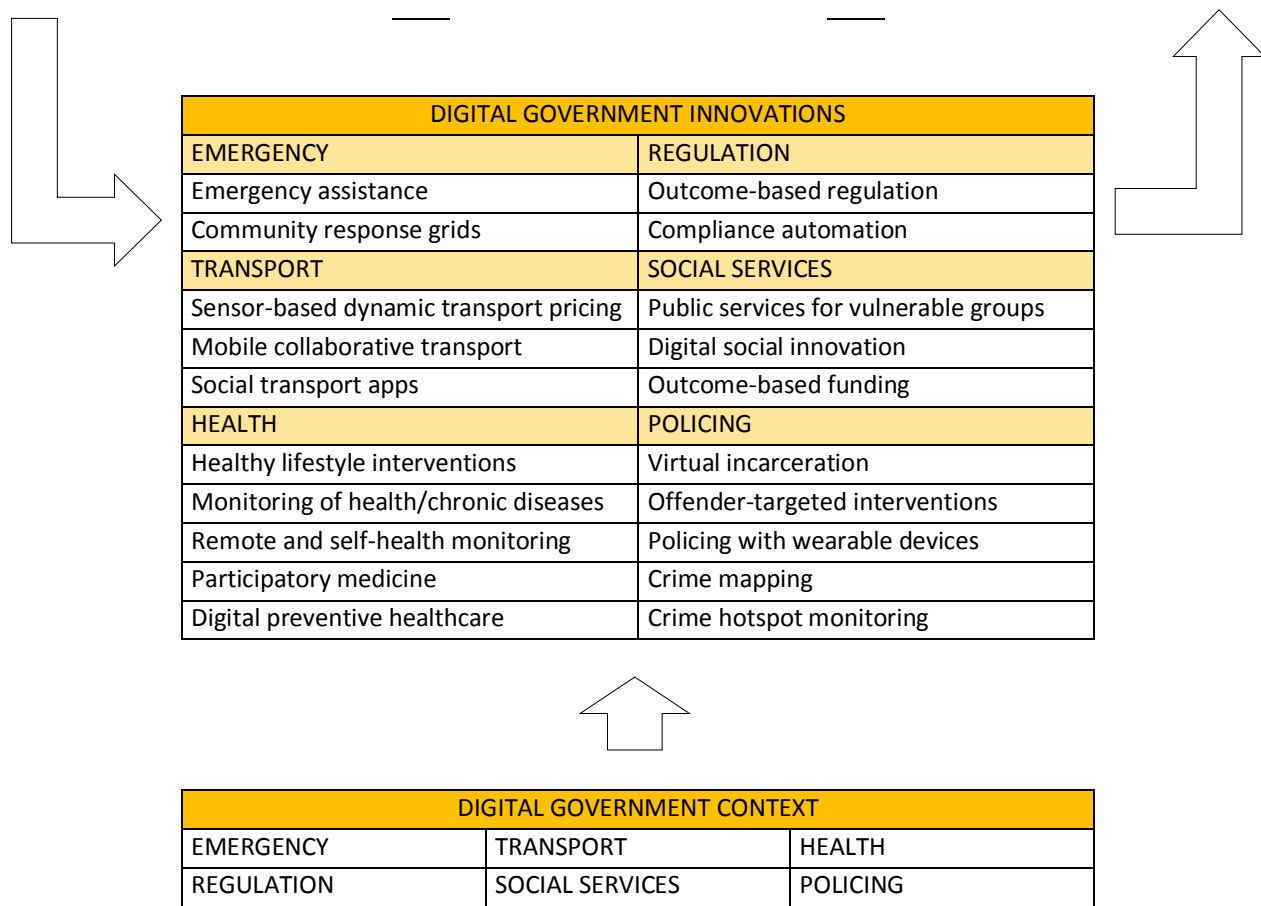 DIGITAL GOVERNMENT INNOVATIONS
EMERGENCY REGULATION
Emergency assistance Outcome-based regulation
Community response grids Compliance automation
TRANSPORT SOCIAL SERVICES
Sensor-based dynamic transport pricing Public services for vulnerable groups
Mobile collaborative transport Digital social innovation
Social transport apps Outcome-based funding
HEALTH POLICING
Healthy lifestyle interventions Virtual incarceration
Monitoring of health/chronic diseases Offender-targeted interventions
Remote and self-health monitoring Policing with wearable devices
Participatory medicine Crime mapping
Digital preventive healthcare Crime hotspot monitoring
DIGITAL GOVERNMENT CONTEXT
EMERGENCY TRANSPORT HEALTH
REGULATION SOCIAL SERVICES POLICING